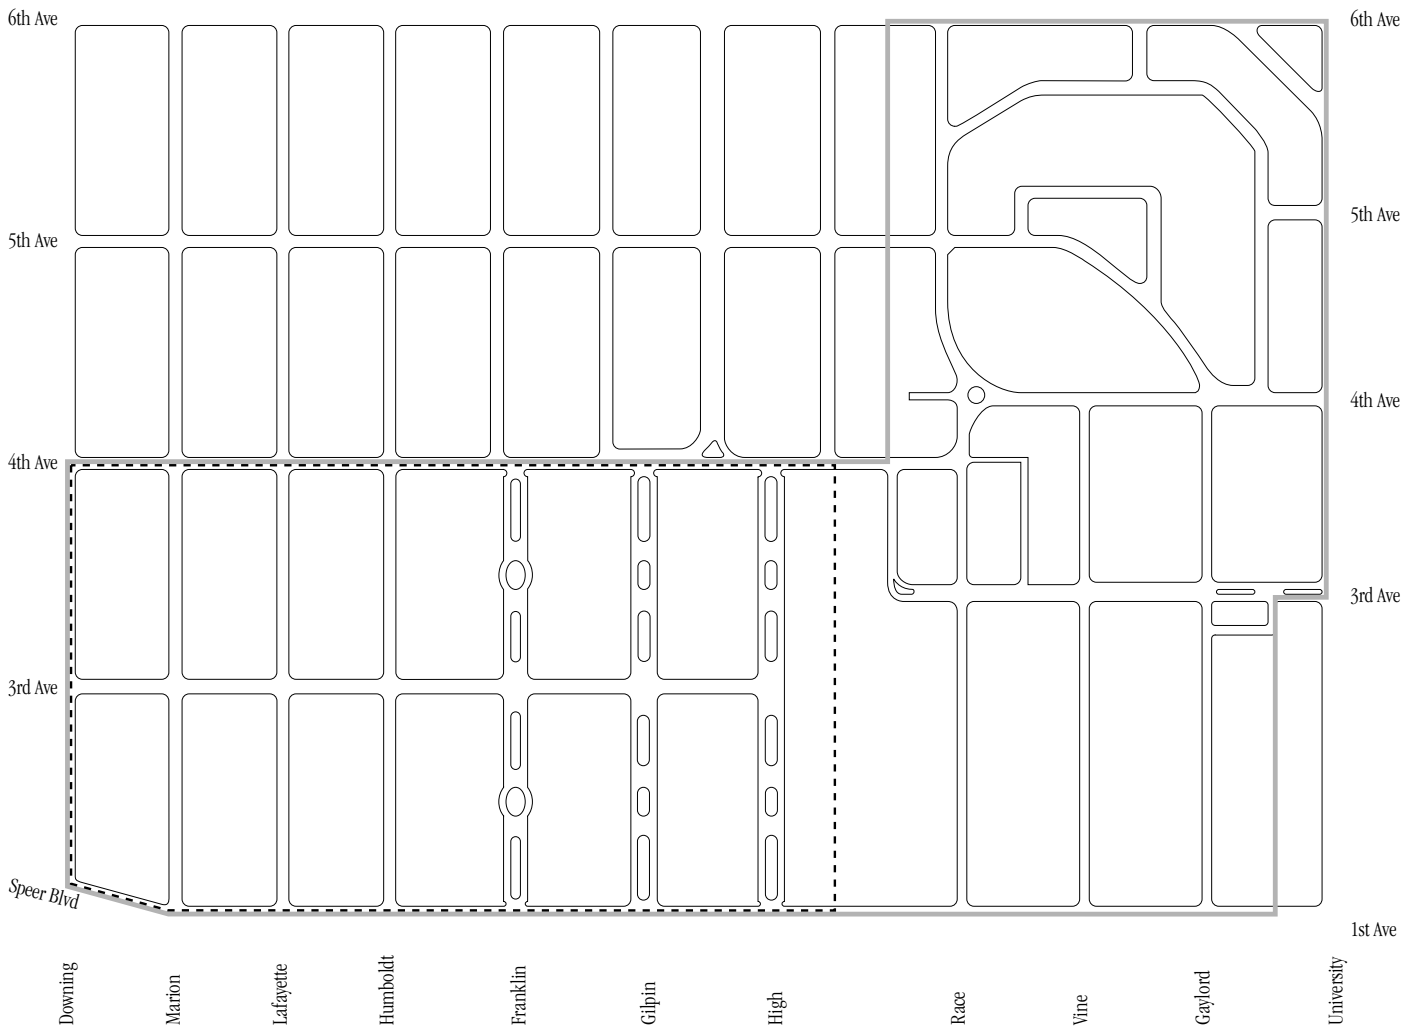 6th Ave
6th Ave
5th Ave
5th Ave
4th Ave
4th Ave
3rd Ave
3rd Ave
Speer Blvd
1st Ave
Downing
Marion
Lafayette
Humboldt
Franklin
Gilpin
High
Race
Vine
Gaylord
University